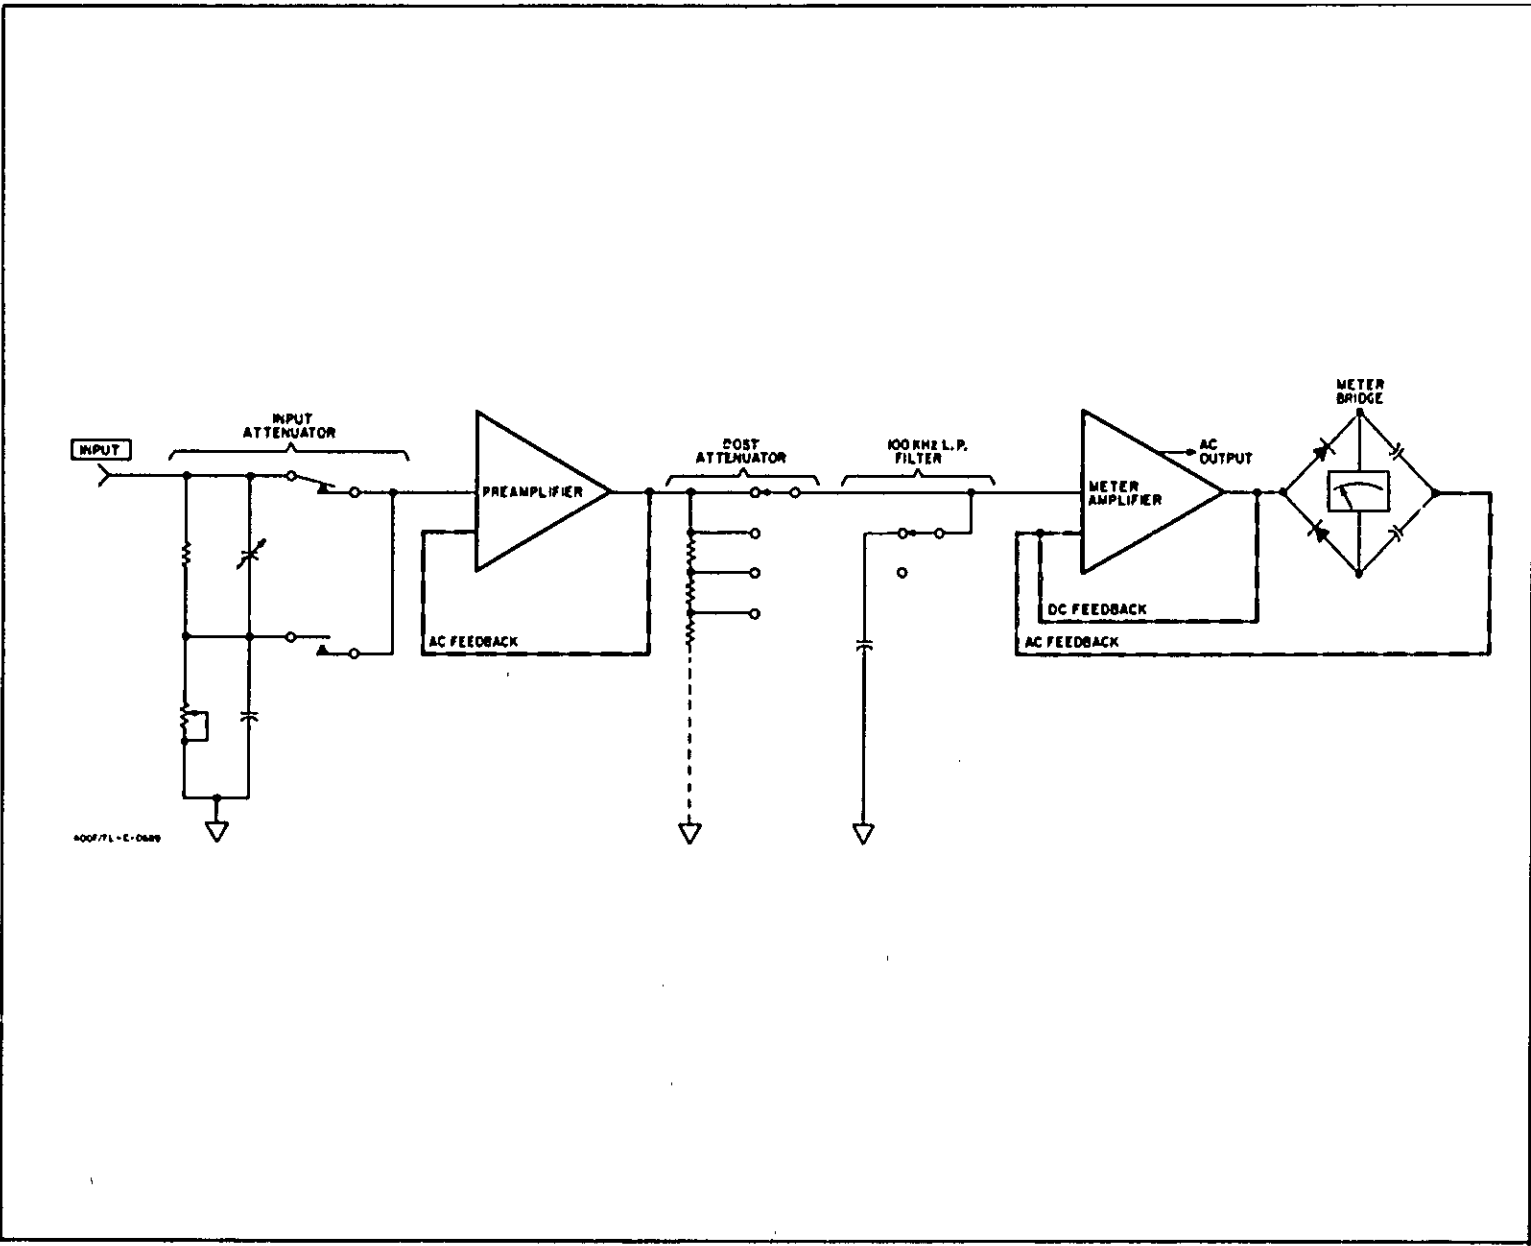 INPUT
INPUT
ATTENUATOR
PREAMPLIFIER
AC FEEDBACK
POST
ATTENUATOR
100 KHz L.P.
FILTER
METER
AMPLIFIER
AC
OUTPUT
DC FEEDBACK
AC FEEDBACK
METER
BRIDGE